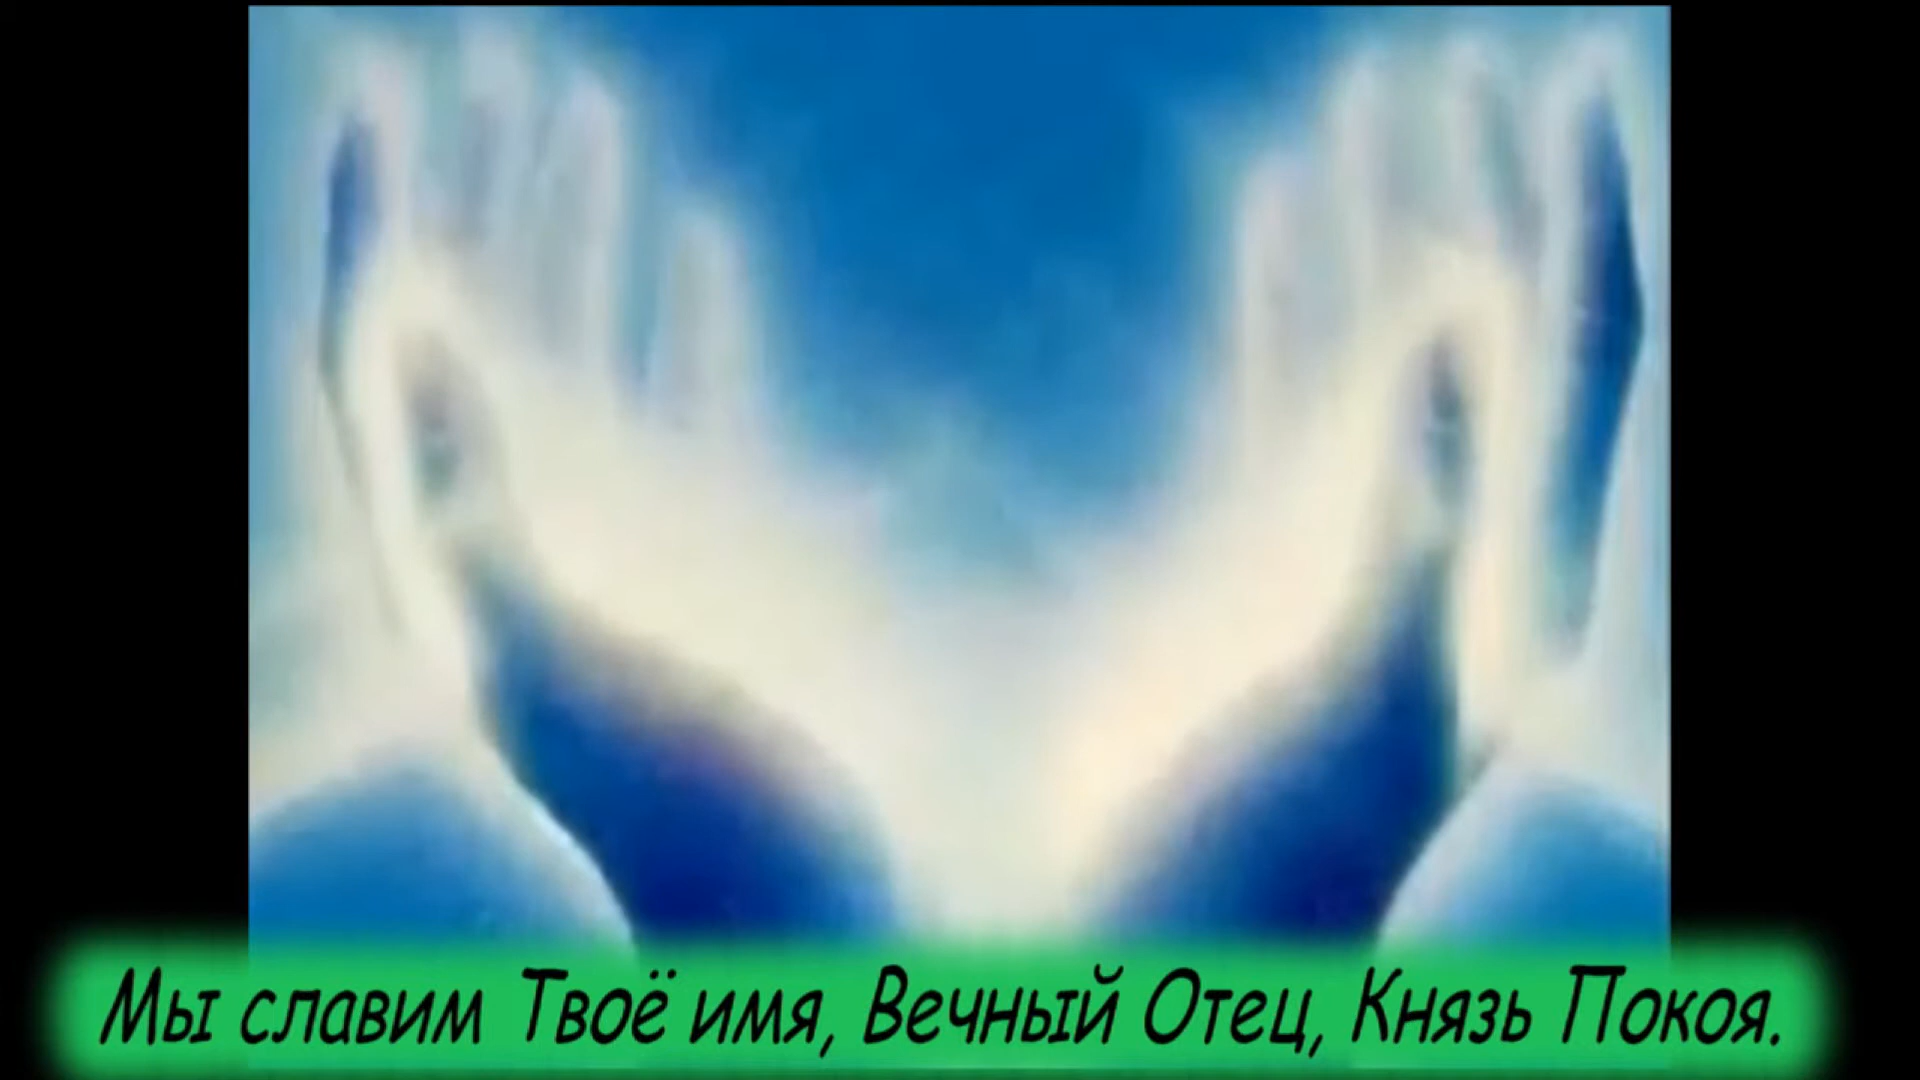 Мы славим Твоё имя, Вечный Отец, Князь Покоя.